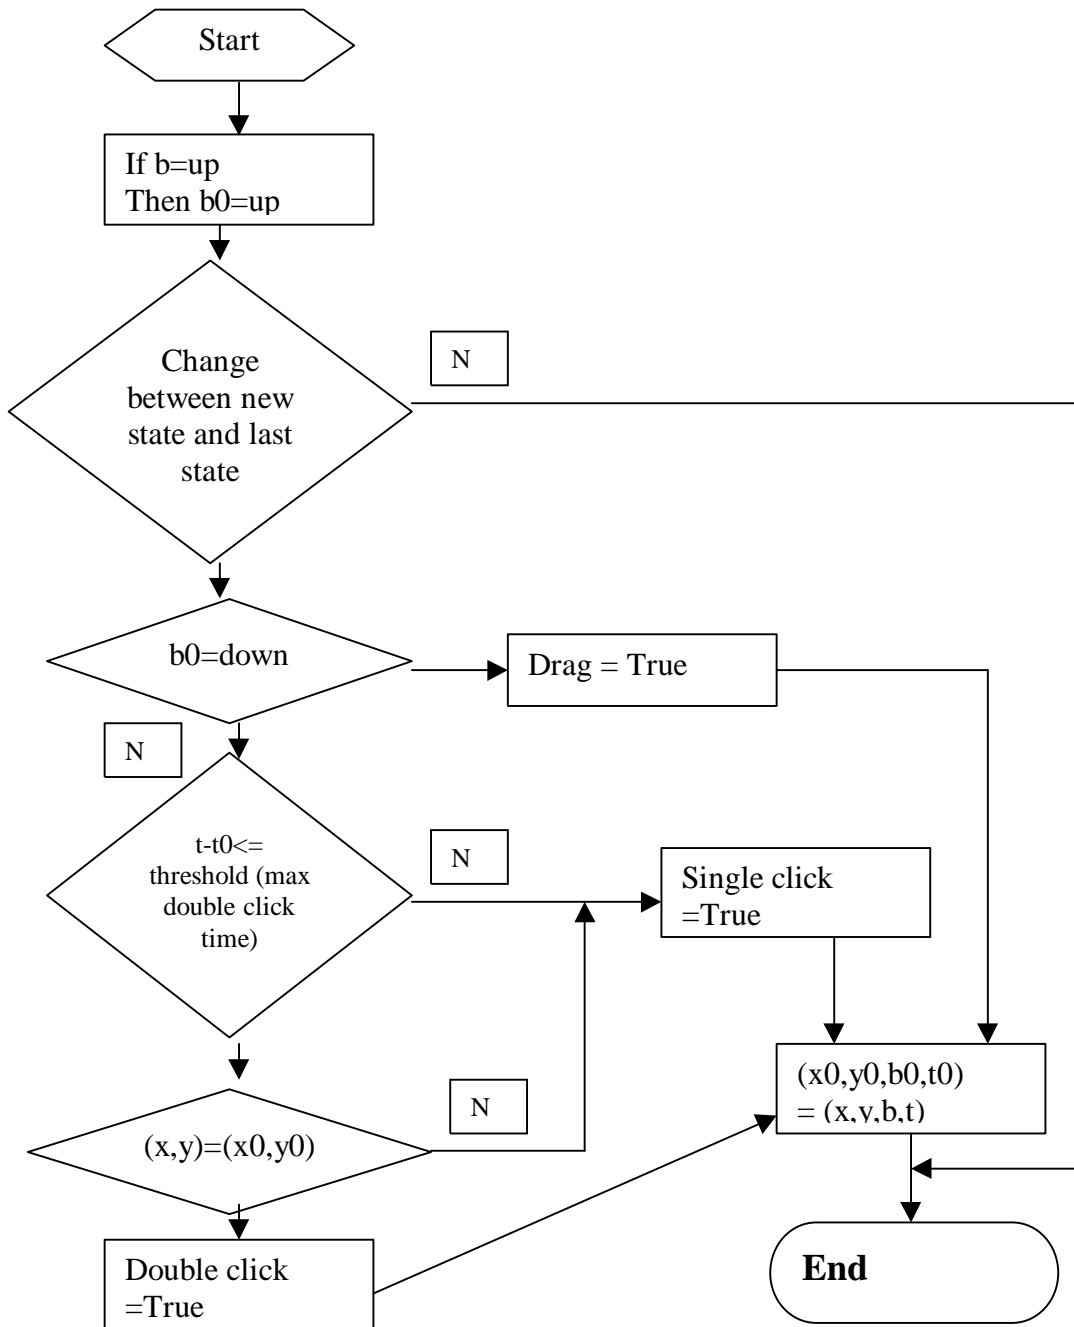 Start
If b=up
Then b0=up
Change
between new
state and last
state
N
b0=down
Drag = True
N
t-t0<=
threshold (max
double click
time)
N
Single click
=True
(x,y)=(x0,y0)
N
(x0,y0,b0,t0)
= (x,y,b,t)
Double click
=True
End